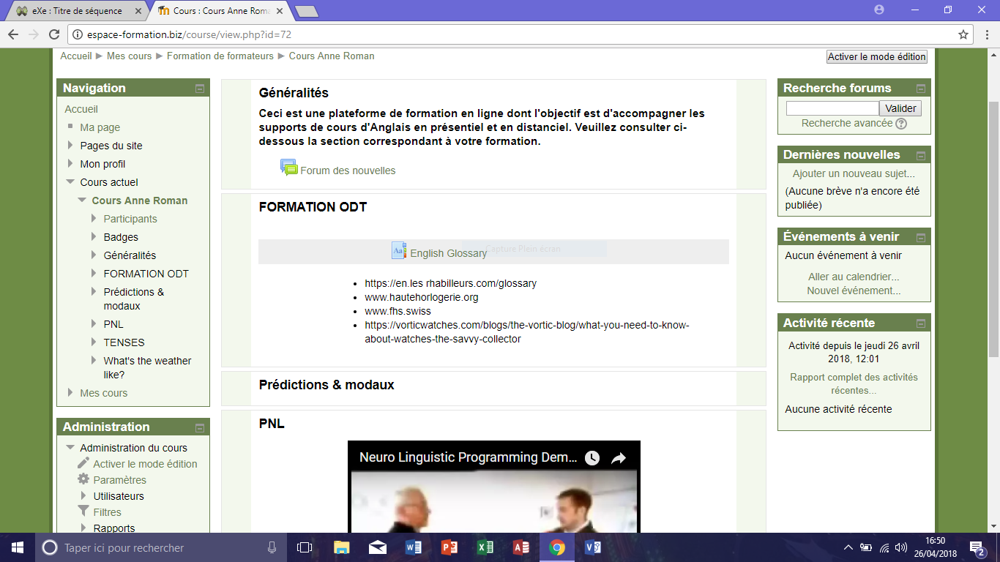 eXe : Titre de séquence
Cours : Cours Anne Roma
espace-formation.biz/course/view.php?id=72
Accueil ► Mes cours ► Formation de formateurs ► Cours Anne Roman
Activer le mode édition
Navigation
Accueil
Ma page
Pages du site
Mon profil
Cours actuel
Cours Anne Roman
Participants
Badges
Généralités
FORMATION ODT
Prédictions &
modaux
PNL
TENSES
What's the weather
like?
Mes cours
Administration
Administration du cours
Activer le mode édition
Paramètres
Utilisateurs
Filtres
Rapports
Généralités
Ceci est une plateforme de formation en ligne dont l'objectif est d'accompagner les
supports de cours d'Anglais en présentiel et en distanciel. Veuillez consulter ci-
dessous la section correspondant à votre formation.
Forum des nouvelles
FORMATION ODT
Capture Plein écran
Aa
English Glossary
• https://en.les rhabilleurs.com/glossary
• www.hautehorlogerie.org
• www.fhs.swiss
• https://vorticwatches.com/blogs/the-vortic-blog/what-you-need-to-know-
about-watches-the-savvy-collector
Prédictions & modaux
PNL
Neuro Linguistic Programming Dem...
Recherche forums
Valider
Recherche avancée ?
Dernières nouvelles
Ajouter un nouveau sujet...
(Aucune brève n'a encore été
publiée)
Événements à venir
Aucun événement à venir
Aller au calendrier...
Nouvel événement...
Activité récente
Activité depuis le jeudi 26 avril
2018, 12:01
Rapport complet des activités
récentes...
Aucune activité récente
Taper ici pour rechercher
16:50
26/04/2018
2